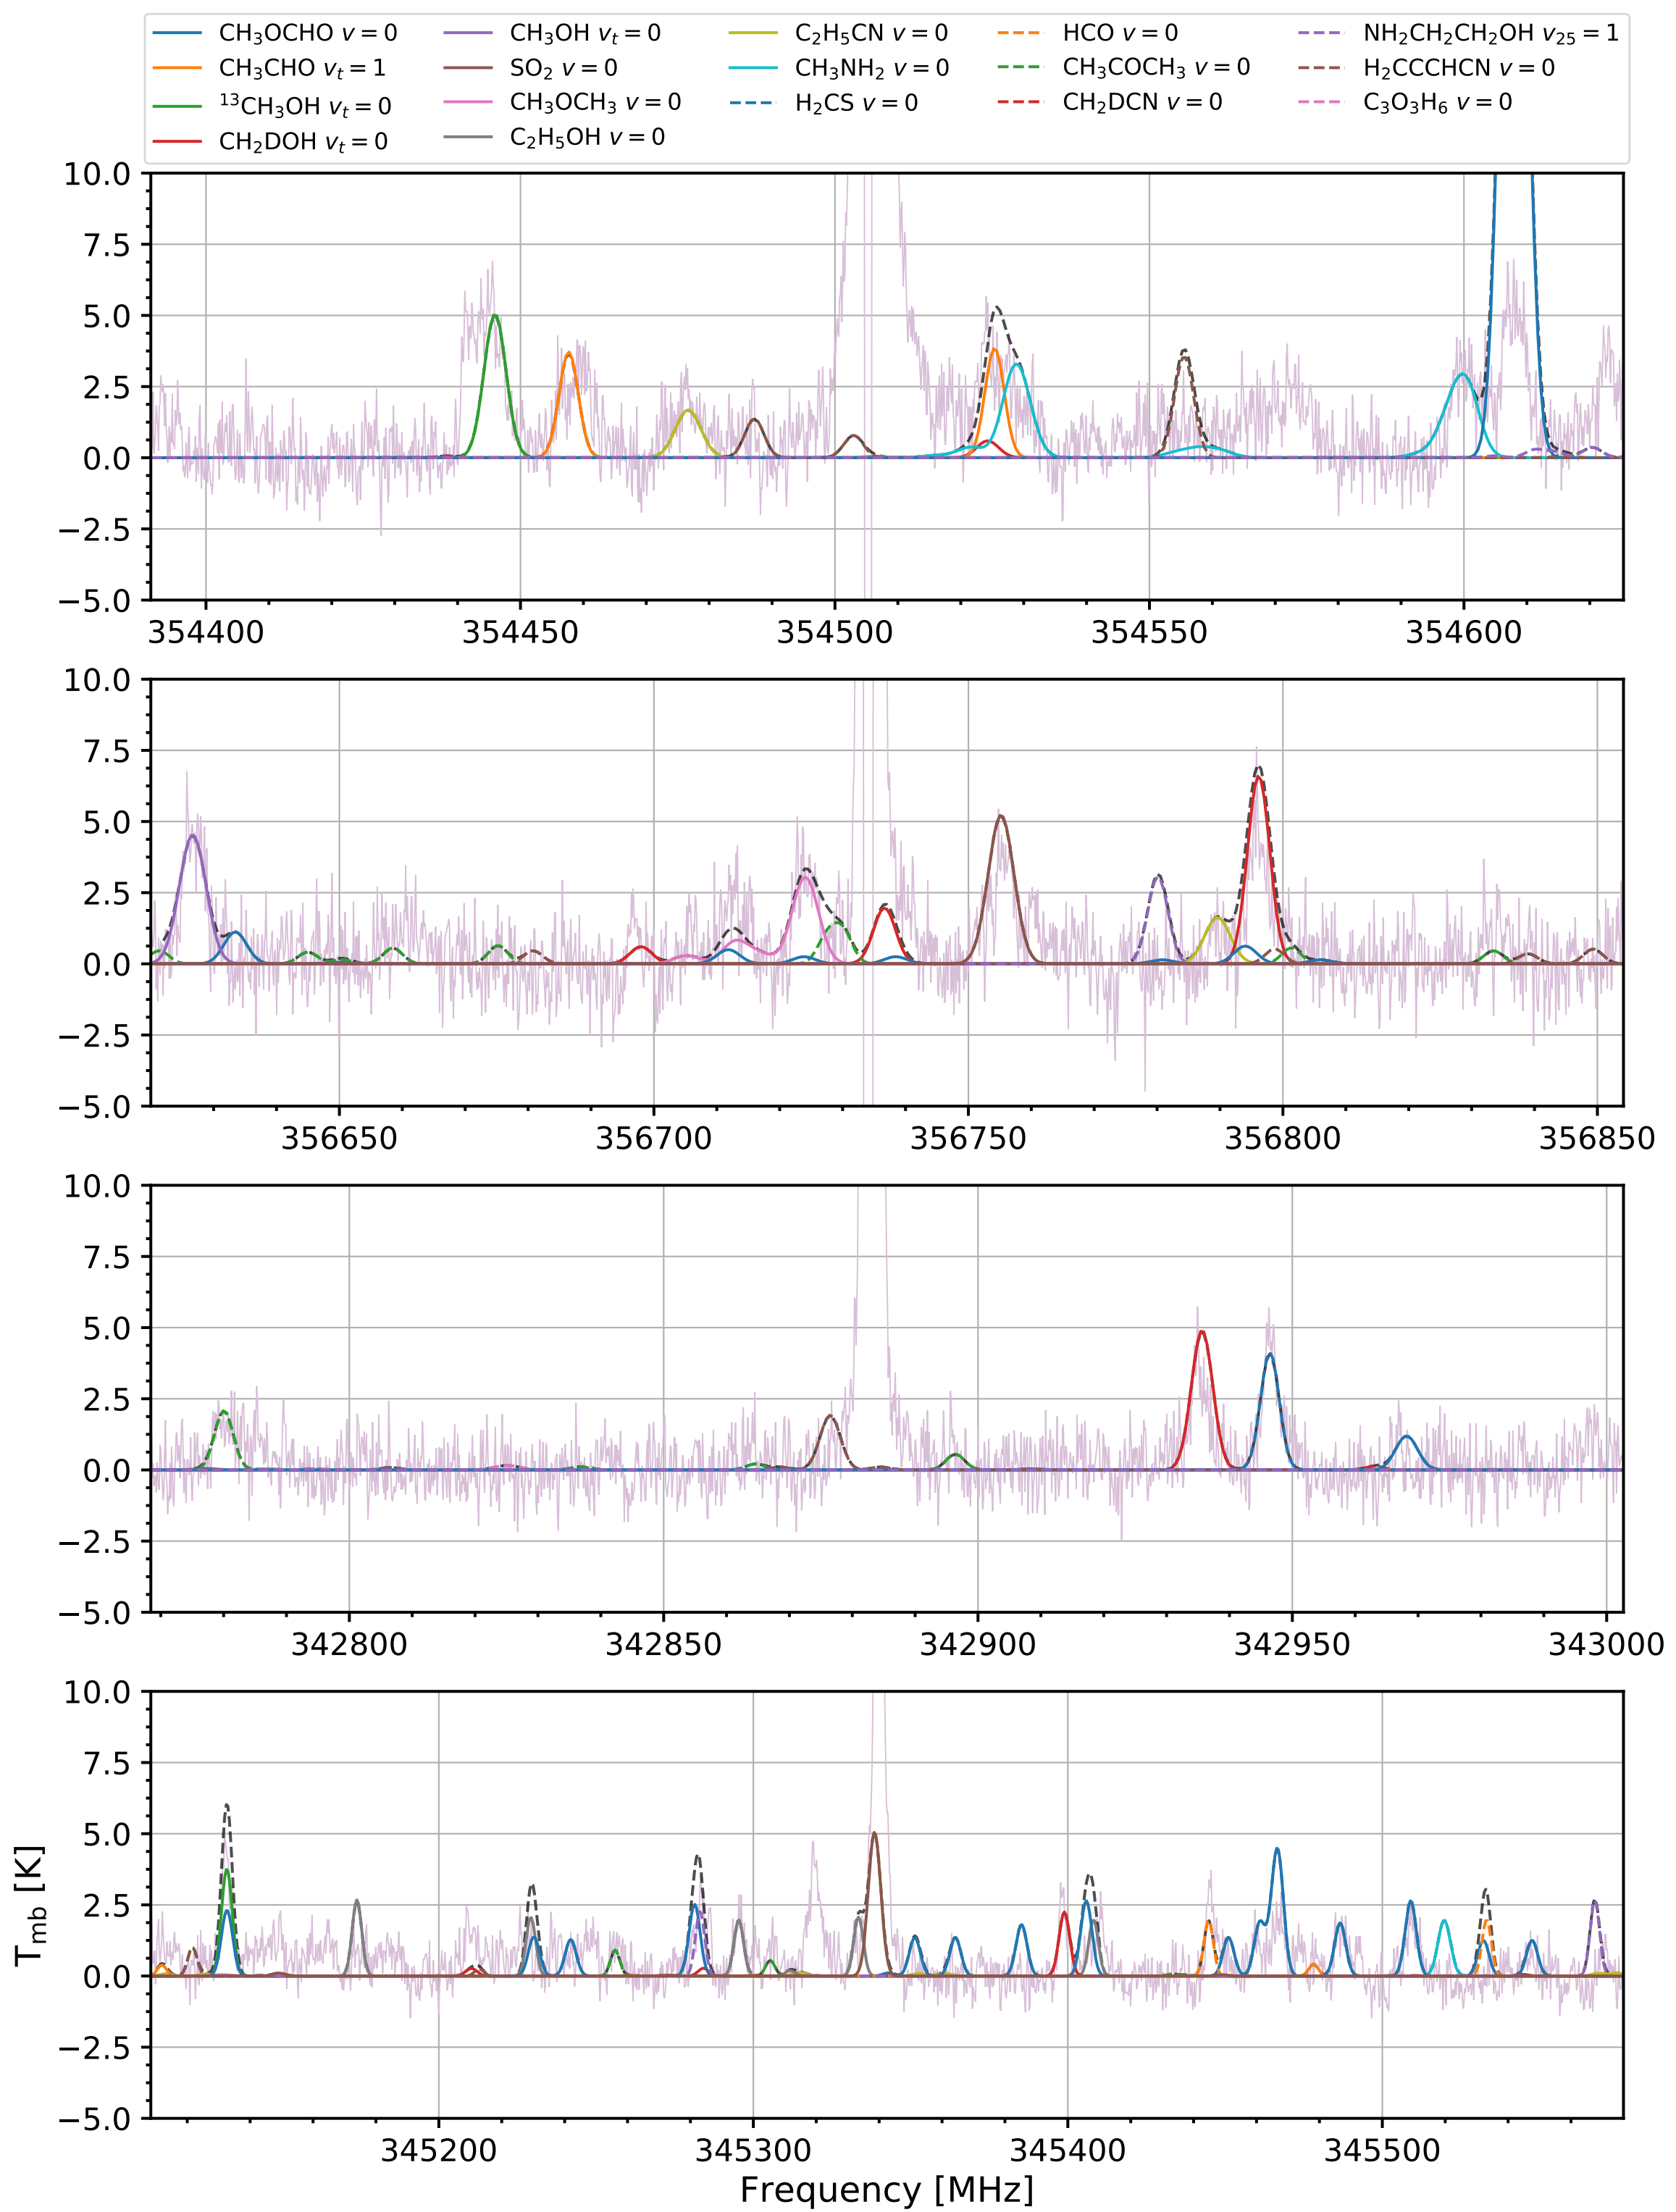 CH₃OCHO v = 0 CH₃OH vₜ = 0 C₂H₅CN v = 0 HCO v = 0 NH₂CH₂CH₂OH v₂₅ = 1
CH₃CHO vₜ = 1 SO₂ v = 0 CH₃NH₂ v = 0 CH₃COCH₃ v = 0 H₂CCCHCN v = 0
¹³CH₃OH vₜ = 0 CH₃OCH₃ v = 0 H₂CS v = 0 CH₂DCN v = 0 C₃O₃H₆ v = 0
CH₂DOH vₜ = 0 C₂H₅OH v = 0
10.0
7.5
5.0
2.5
0.0
−2.5
−5.0
354400 354450 354500 354550 354600
10.0
7.5
5.0
2.5
0.0
−2.5
−5.0
356650 356700 356750 356800 356850
10.0
7.5
5.0
2.5
0.0
−2.5
−5.0
342800 342850 342900 342950 343000
10.0
7.5
5.0
2.5
0.0
−2.5
−5.0
345200 345300 345400 345500
T_mb [K]
Frequency [MHz]